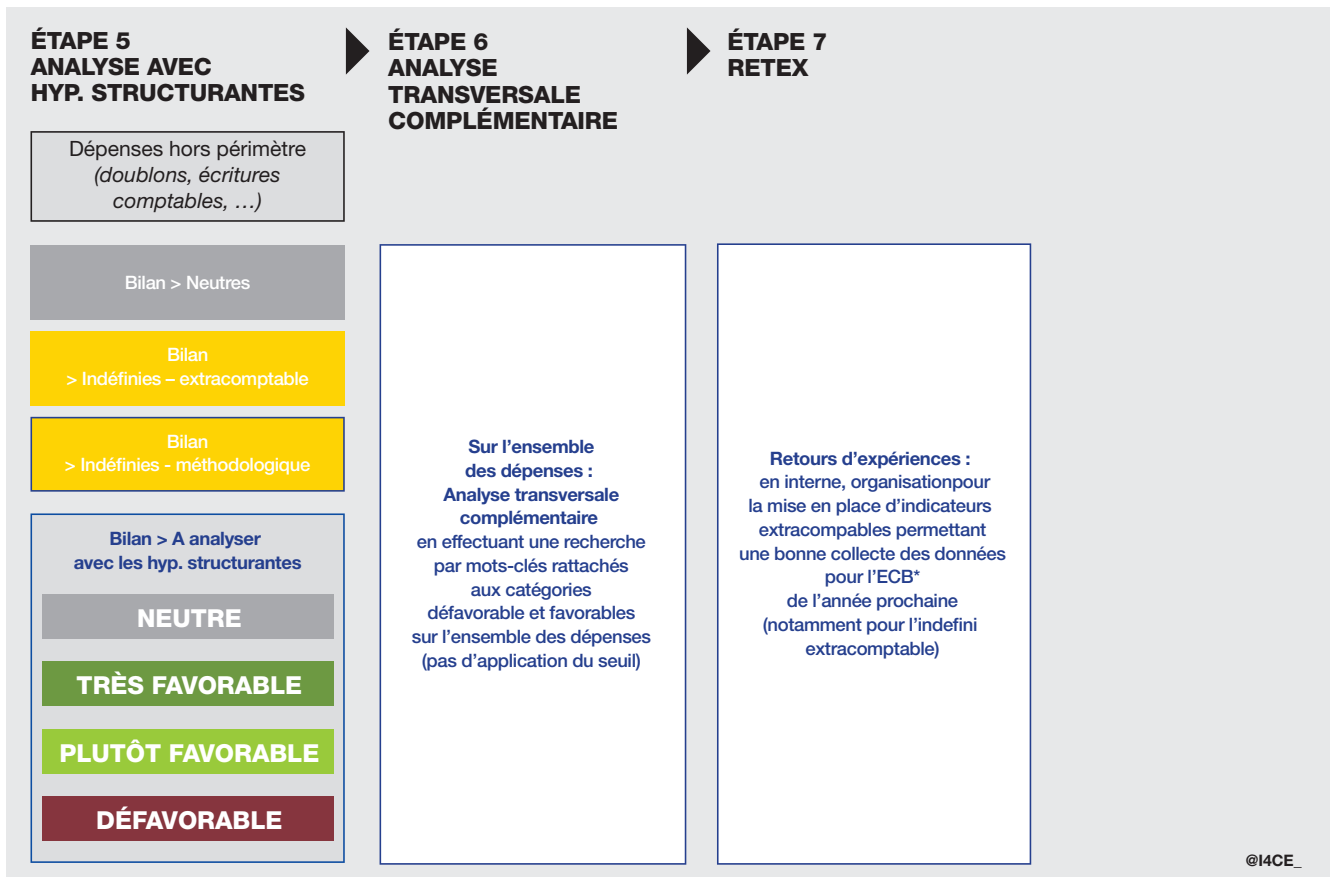 ÉTAPE 5
ANALYSE AVEC
HYP. STRUCTURANTES
Dépenses hors périmètre
(doublons, écritures
comptables, …)
Bilan > Neutres
Bilan
> Indéfinies – extracomptable
Bilan
> Indéfinies - méthodologique
Bilan > A analyser
avec les hyp. structurantes
NEUTRE
TRÈS FAVORABLE
PLUTÔT FAVORABLE
DÉFAVORABLE
ÉTAPE 6
ANALYSE
TRANSVERSALE
COMPLÉMENTAIRE
Sur l’ensemble
des dépenses :
Analyse transversale
complémentaire
en effectuant une recherche
par mots-clés rattachés
aux catégories
défavorable et favorables
sur l’ensemble des dépenses
(pas d’application du seuil)
ÉTAPE 7
RETEX
Retours d’expériences :
en interne, organisationpour
la mise en place d’indicateurs
extracompables permettant
une bonne collecte des données
pour l’ECB*
de l’année prochaine
(notamment pour l’indefini
extracomptable)
@I4CE_